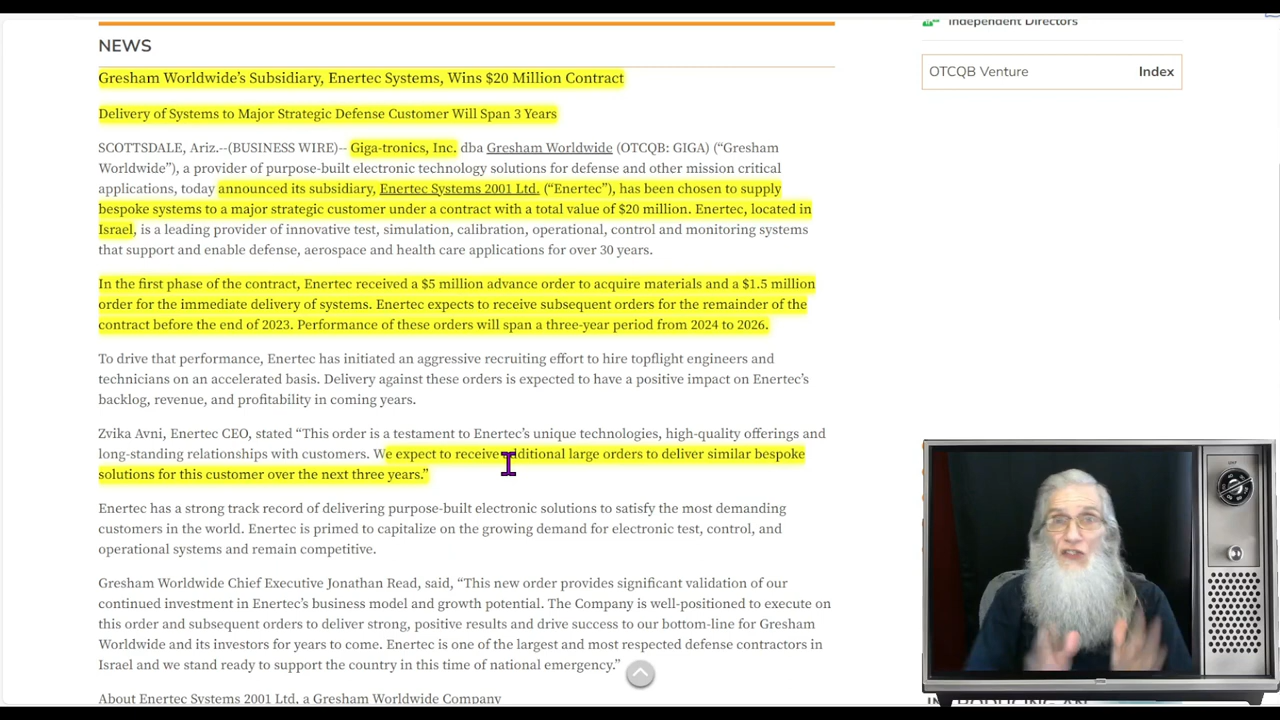 Independent Directors
NEWS
OTCQB Venture Index
Gresham Worldwide’s Subsidiary, Enertec Systems, Wins $20 Million Contract
Delivery of Systems to Major Strategic Defense Customer Will Span 3 Years
SCOTTSDALE, Ariz.--(BUSINESS WIRE)-- Giga-tronics, Inc. dba Gresham Worldwide (OTCQB: GIGA) (“Gresham
Worldwide”), a provider of purpose-built electronic technology solutions for defense and other mission critical
applications, today announced its subsidiary, Enertec Systems 2001 Ltd. (“Enertec”), has been chosen to supply
bespoke systems to a major strategic customer under a contract with a total value of $20 million. Enertec, located in
Israel, is a leading provider of innovative test, simulation, calibration, operational, control and monitoring systems
that support and enable defense, aerospace and health care applications for over 30 years.
In the first phase of the contract, Enertec received a $5 million advance order to acquire materials and a $1.5 million
order for the immediate delivery of systems. Enertec expects to receive subsequent orders for the remainder of the
contract before the end of 2023. Performance of these orders will span a three-year period from 2024 to 2026.
To drive that performance, Enertec has initiated an aggressive recruiting effort to hire topflight engineers and
technicians on an accelerated basis. Delivery against these orders is expected to have a positive impact on Enertec’s
backlog, revenue, and profitability in coming years.
Zvika Avni, Enertec CEO, stated “This order is a testament to Enertec’s unique technologies, high-quality offerings and
long-standing relationships with customers. We expect to receive additional large orders to deliver similar bespoke
solutions for this customer over the next three years.”
Enertec has a strong track record of delivering purpose-built electronic solutions to satisfy the most demanding
customers in the world. Enertec is primed to capitalize on the growing demand for electronic test, control, and
operational systems and remain competitive.
Gresham Worldwide Chief Executive Jonathan Read, said, “This new order provides significant validation of our
continued investment in Enertec’s business model and growth potential. The Company is well-positioned to execute on
this order and subsequent orders to deliver strong, positive results and drive success to our bottom-line for Gresham
Worldwide and its investors for years to come. Enertec is one of the largest and most respected defense contractors in
Israel and we stand ready to support the country in this time of national emergency.”
About Enertec Systems 2001 Ltd, a Gresham Worldwide Company